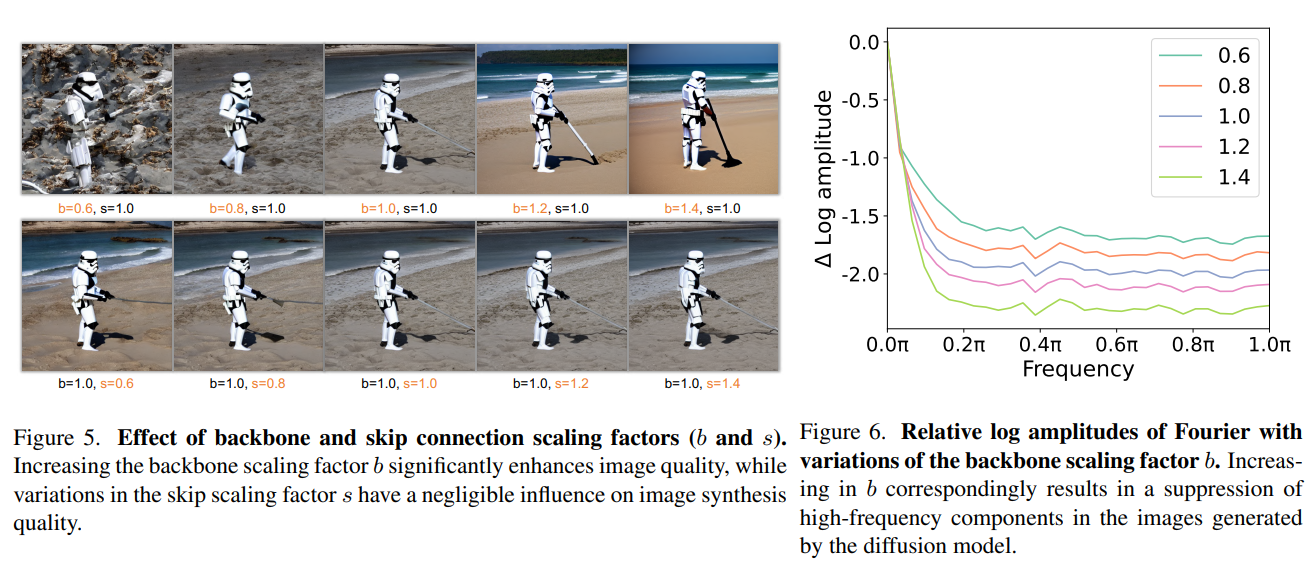 b=0.6, s=1.0
b=0.8, s=1.0
b=1.0, s=1.0
b=1.2, s=1.0
b=1.4, s=1.0
b=1.0, s=0.6
b=1.0, s=0.8
b=1.0, s=1.0
b=1.0, s=1.2
b=1.0, s=1.4
Figure 5. Effect of backbone and skip connection scaling factors (b and s).
Increasing the backbone scaling factor b significantly enhances image quality, while
variations in the skip scaling factor s have a negligible influence on image synthesis
quality.
0.0
-0.5
-1.0
-1.5
-2.0
Δ Log amplitude
0.6
0.8
1.0
1.2
1.4
0.0π
0.2π
0.4π
0.6π
0.8π
1.0π
Frequency
Figure 6. Relative log amplitudes of Fourier with
variations of the backbone scaling factor b. Increas-
ing in b correspondingly results in a suppression of
high-frequency components in the images generated
by the diffusion model.